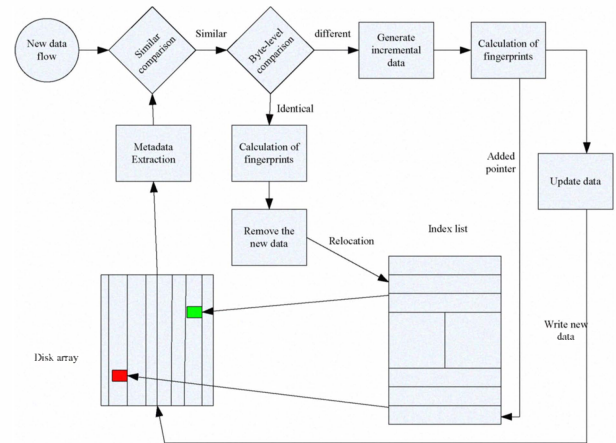 New data
flow
Similar
comparison
Similar
Byte-level
comparison
different
Generate
incremental
data
Calculation of
fingerprints
Identical
Metadata
Extraction
Calculation of
fingerprints
Added
pointer
Update data
Remove the
new data
Relocation
Index list
Write new
data
Disk array